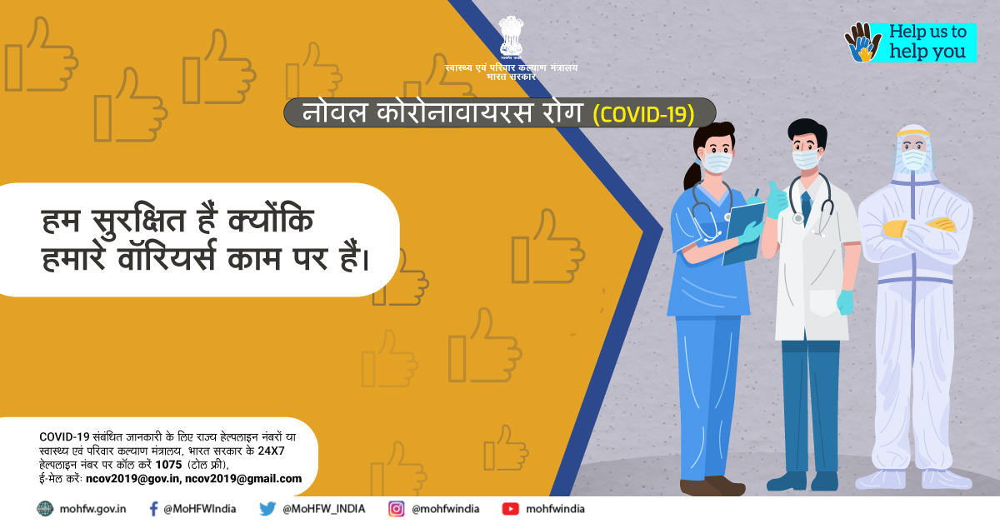 स्वास्थ्य एवं परिवार कल्याण मंत्रालय
भारत सरकार
Help us to
help you
नोवल कोरोनावायरस रोग (COVID-19)
हम सुरक्षित हैं क्योंकि
हमारे वॉरियर्स काम पर हैं।
COVID-19 संबंधित जानकारी के लिए राज्य हेल्पलाइन नंबरों या
स्वास्थ्य एवं परिवार कल्याण मंत्रालय, भारत सरकार के 24X7
हेल्पलाइन नंबर पर कॉल करें 1075 (टोल फ्री),
ई-मेल करें: ncov2019@gov.in, ncov2019@gmail.com
mohfw.gov.in @MoHFWIndia @MoHFW_INDIA @mohfwindia mohfwindia